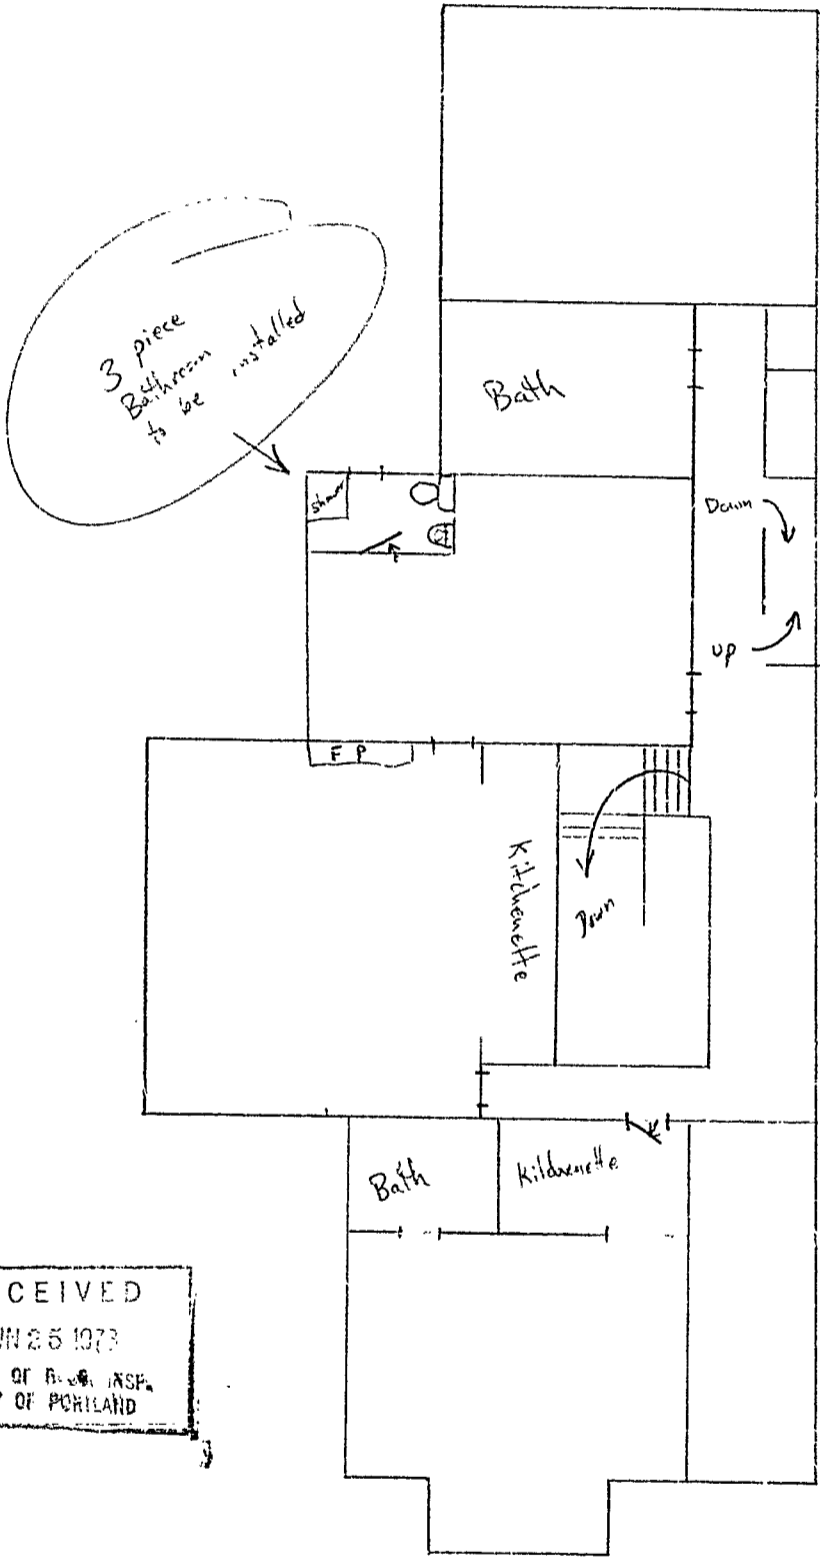 3 piece
Bathroom
to be installed
Bath
shower
Down
UP
F P
Kitchenette
Down
Bath
Kitchenette
CEIVED
UN 25 1973
OF BLDG. INSP.
OF PORTLAND